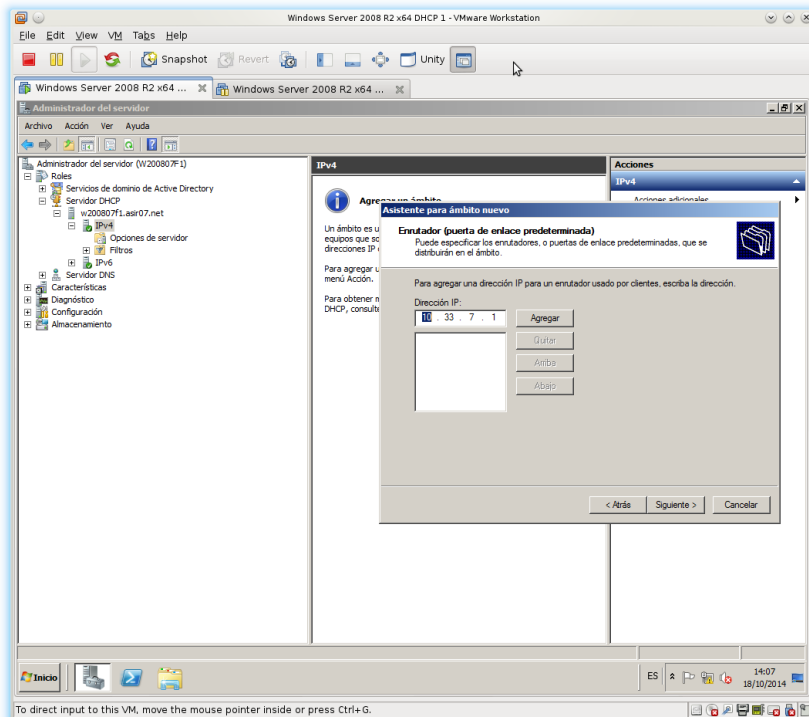 Windows Server 2008 R2 x64 DHCP 1 - VMware Workstation
File Edit View VM Tabs Help
Snapshot Revert Unity
Windows Server 2008 R2 x64 ... Windows Server 2008 R2 x64 ...
Administrador del servidor
Archivo Acción Ver Ayuda
Administrador del servidor (W200807F1)
Roles
Servicios de dominio de Active Directory
Servidor DHCP
w200807f1.asir07.net
IPv4
Opciones de servidor
Filtros
IPv6
Servidor DNS
Características
Diagnóstico
Configuración
Almacenamiento
IPv4
Agregar un ámbito
Un ámbito es u
equipos que so
direcciones IP
Para agregar u
menú Acción.
Para obtener
DHCP, consulte
Acciones
IPv4
Acciones adicionales
Asistente para ámbito nuevo
Enrutador (puerta de enlace predeterminada)
Puede especificar los enrutadores, o puertas de enlace predeterminadas, que se
distribuirán en el ámbito.
Para agregar una dirección IP para un enrutador usado por clientes, escriba la dirección.
Dirección IP:
10 . 33 . 7 . 1
Agregar
Quitar
Arriba
Abajo
< Atrás Siguiente > Cancelar
Inicio
ES
14:07
18/10/2014
To direct input to this VM, move the mouse pointer inside or press Ctrl+G.